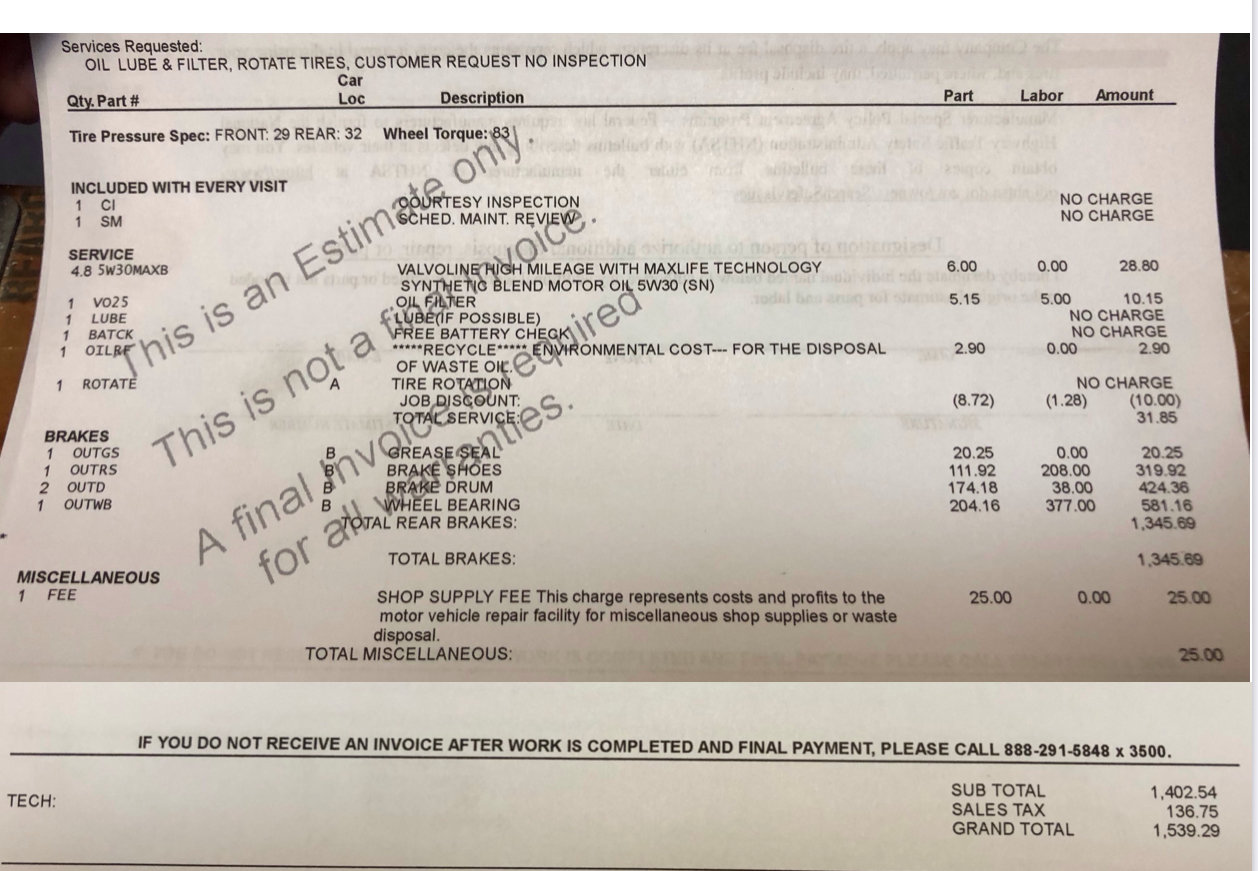 Services Requested:
OIL LUBE & FILTER, ROTATE TIRES, CUSTOMER REQUEST NO INSPECTION
Car
Qty. Part # Loc Description Part Labor Amount
Tire Pressure Spec: FRONT: 29 REAR: 32 Wheel Torque: 83
INCLUDED WITH EVERY VISIT
1 CI COURTESY INSPECTION NO CHARGE
1 SM SCHED. MAINT. REVIEW NO CHARGE
SERVICE
4.8 5W30MAXB VALVOLINE HIGH MILEAGE WITH MAXLIFE TECHNOLOGY 6.00 0.00 28.80
SYNTHETIC BLEND MOTOR OIL 5W30 (SN)
1 VO25 OIL FILTER 5.15 5.00 10.15
1 LUBE LUBE(IF POSSIBLE) NO CHARGE
1 BATCK FREE BATTERY CHECK NO CHARGE
1 OILRF *****RECYCLE***** ENVIRONMENTAL COST--- FOR THE DISPOSAL 2.90 0.00 2.90
OF WASTE OIL.
1 ROTATE A TIRE ROTATION NO CHARGE
JOB DISCOUNT: (8.72) (1.28) (10.00)
TOTAL SERVICE: 31.85
BRAKES
1 OUTGS B GREASE SEAL 20.25 0.00 20.25
1 OUTRS B BRAKE SHOES 111.92 208.00 319.92
2 OUTD B BRAKE DRUM 174.18 38.00 424.36
1 OUTWB B WHEEL BEARING 204.16 377.00 581.16
TOTAL REAR BRAKES: 1,345.69
TOTAL BRAKES: 1,345.69
MISCELLANEOUS
1 FEE SHOP SUPPLY FEE This charge represents costs and profits to the 25.00 0.00 25.00
motor vehicle repair facility for miscellaneous shop supplies or waste
disposal.
TOTAL MISCELLANEOUS: 25.00
This is an Estimate only.
This is not a final invoice.
A final Invoice is required
for all warranties.
IF YOU DO NOT RECEIVE AN INVOICE AFTER WORK IS COMPLETED AND FINAL PAYMENT, PLEASE CALL 888-291-5848 x 3500.
TECH:
SUB TOTAL 1,402.54
SALES TAX 136.75
GRAND TOTAL 1,539.29